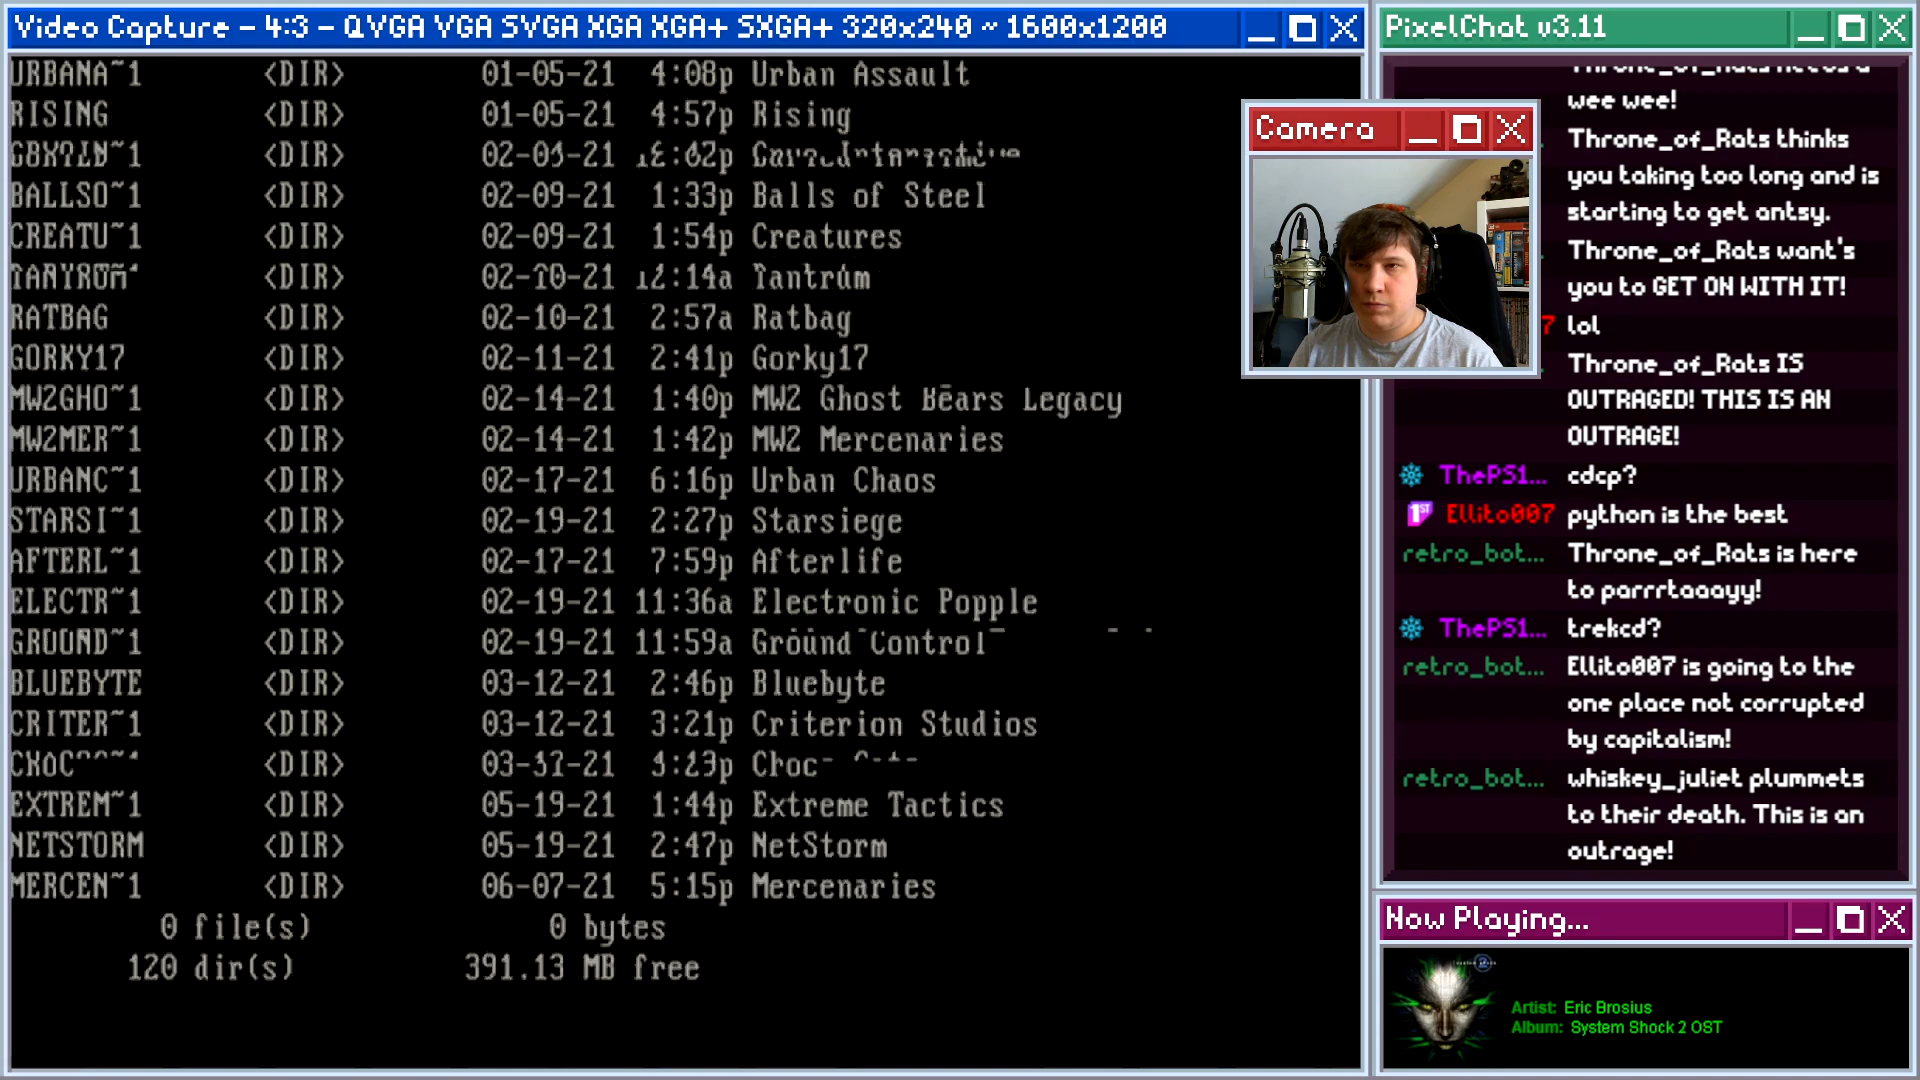 Video Capture - 4:3 - QVGA VGA SVGA XGA XGA+ SXGA+ 320x240 ~ 1600x1200
URBANA~1 <DIR> 01-05-21 4:08p Urban Assault
RISING <DIR> 01-05-21 4:57p Rising
<DIR>
BALLSO~1 <DIR> 02-09-21 1:33p Balls of Steel
CREATU~1 <DIR> 02-09-21 1:54p Creatures
<DIR> 02-10-21 12:14a Tantrum
RATBAG <DIR> 02-10-21 2:57a Ratbag
GORKY17 <DIR> 02-11-21 2:41p Gorky17
MW2GHO~1 <DIR> 02-14-21 1:40p MW2 Ghost Bears Legacy
MW2MER~1 <DIR> 02-14-21 1:42p MW2 Mercenaries
URBANC~1 <DIR> 02-17-21 6:16p Urban Chaos
STARSI~1 <DIR> 02-19-21 2:27p Starsiege
AFTERL~1 <DIR> 02-17-21 7:59p Afterlife
ELECTR~1 <DIR> 02-19-21 11:36a Electronic Popple
GROUND~1 <DIR> 02-19-21 11:59a Ground Control
BLUEBYTE <DIR> 03-12-21 2:46p Bluebyte
CRITER~1 <DIR> 03-12-21 3:21p Criterion Studios
<DIR>
EXTREM~1 <DIR> 05-19-21 1:44p Extreme Tactics
NETSTORM <DIR> 05-19-21 2:47p NetStorm
MERCEN~1 <DIR> 06-07-21 5:15p Mercenaries
0 file(s) 0 bytes
120 dir(s) 391.13 MB free
Camera
PixelChat v3.11
wee wee!
Throne_of_Rats thinks
you taking too long and is
starting to get antsy.
Throne_of_Rats want's
you to GET ON WITH IT!
7 lol
Throne_of_Rats IS
OUTRAGED! THIS IS AN
OUTRAGE!
ThePS1... cdcp?
1ST Ellito007 python is the best
retro_bot... Throne_of_Rats is here
to parrrtaaayy!
ThePS1... trekcd?
retro_bot... Ellito007 is going to the
one place not corrupted
by capitalism!
retro_bot... whiskey_juliet plummets
to their death. This is an
outrage!
Now Playing...
Artist: Eric Brosius
Album: System Shock 2 OST